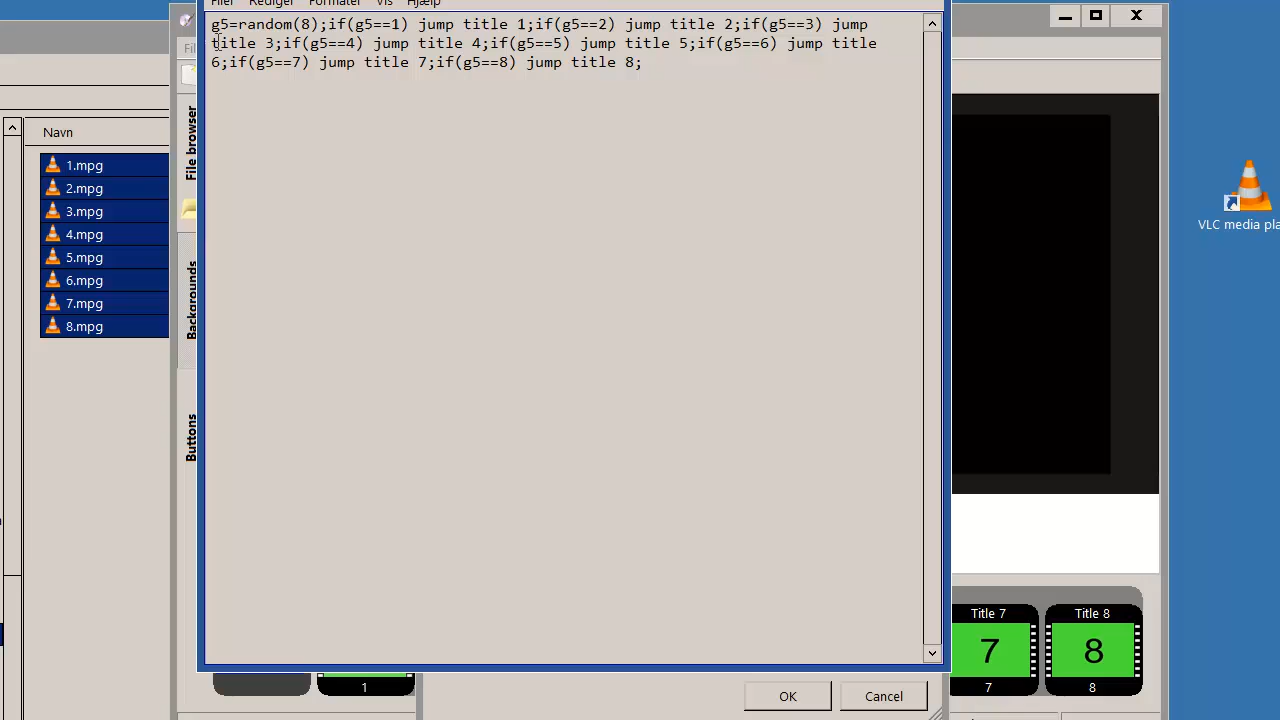 Filer Rediger Formater Vis Hjælp
g5=random(8);if(g5==1) jump title 1;if(g5==2) jump title 2;if(g5==3) jump
title 3;if(g5==4) jump title 4;if(g5==5) jump title 5;if(g5==6) jump title
6;if(g5==7) jump title 7;if(g5==8) jump title 8;
Fil
Navn
1.mpg
2.mpg
3.mpg
4.mpg
5.mpg
6.mpg
7.mpg
8.mpg
File browser
Backgrounds
Buttons
VLC media pla
Title 7
7
7
Title 8
8
8
1
OK
Cancel